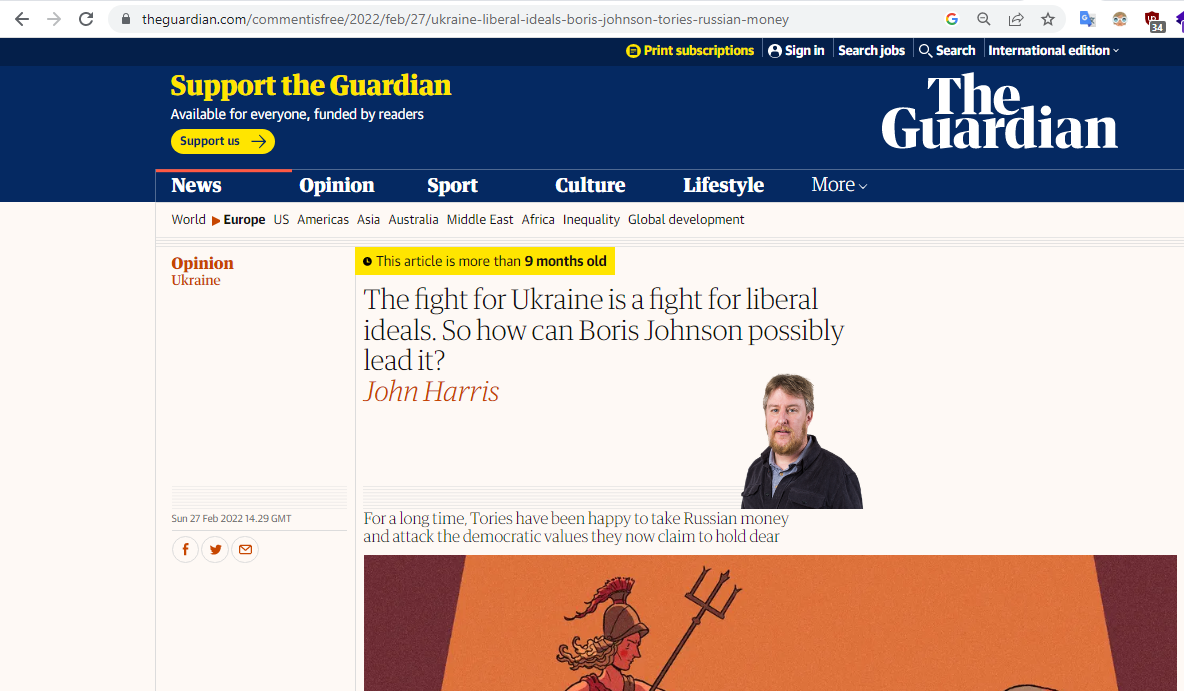 theguardian.com/commentisfree/2022/feb/27/ukraine-liberal-ideals-boris-johnson-tories-russian-money
34
Print subscriptions Sign in Search jobs Search International edition
Support the Guardian
Available for everyone, funded by readers
Support us
The Guardian
News Opinion Sport Culture Lifestyle More
World Europe US Americas Asia Australia Middle East Africa Inequality Global development
Opinion
Ukraine
This article is more than 9 months old
The fight for Ukraine is a fight for liberal
ideals. So how can Boris Johnson possibly
lead it?
John Harris
Sun 27 Feb 2022 14.29 GMT
For a long time, Tories have been happy to take Russian money
and attack the democratic values they now claim to hold dear